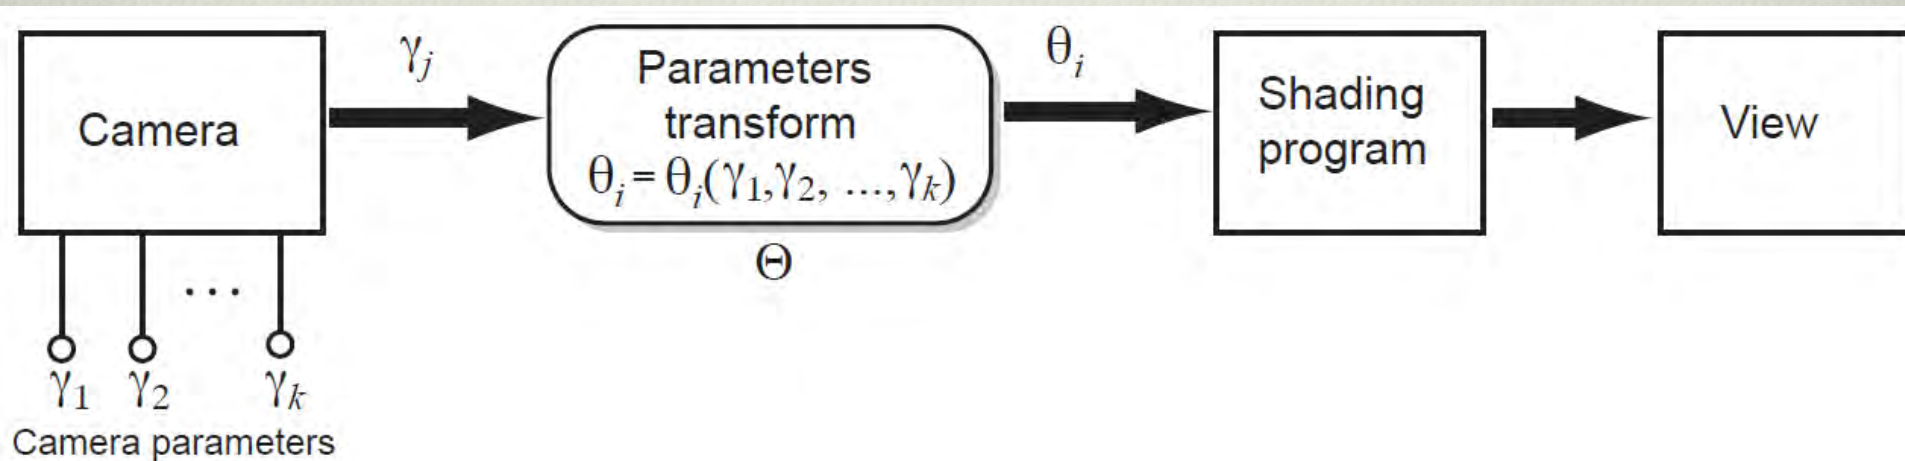 Camera
γj
Parameters
transform
θi = θi(γ1,γ2, ...,γk)
Θ
θi
Shading
program
View
...
γ1 γ2 γk
Camera parameters